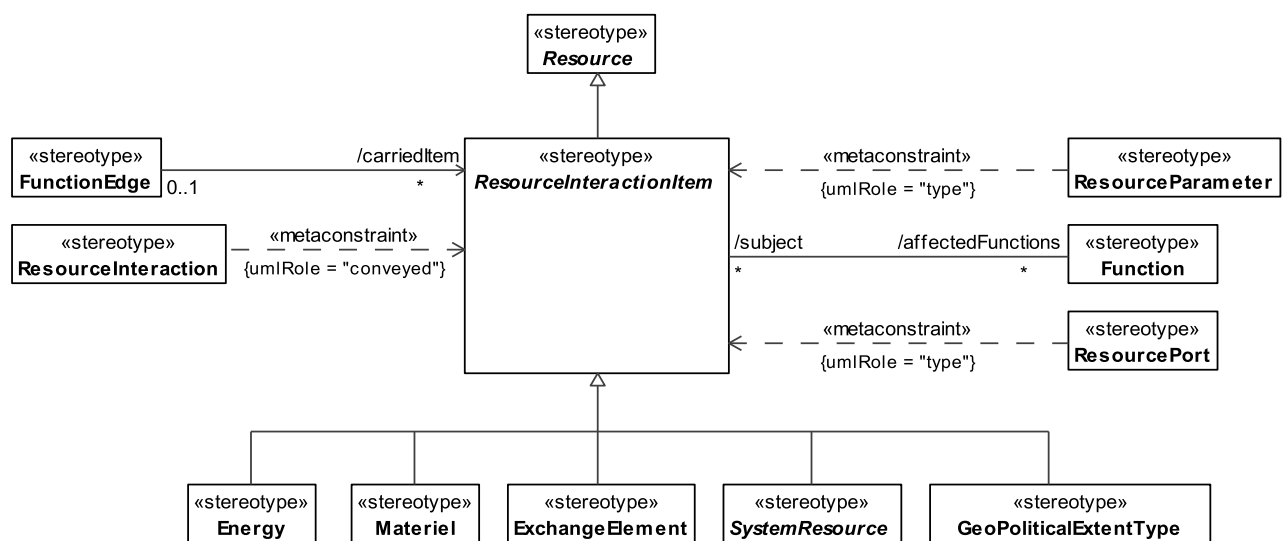 «stereotype»
Resource
«stereotype»
FunctionEdge
/carriedItem
0..1
*
«stereotype»
ResourceInteractionItem
«metaconstraint»
{umlRole = "type"}
«stereotype»
ResourceParameter
«stereotype»
ResourceInteraction
«metaconstraint»
{umlRole = "conveyed"}
/subject
*
/affectedFunctions
*
«stereotype»
Function
«metaconstraint»
{umlRole = "type"}
«stereotype»
ResourcePort
«stereotype»
Energy
«stereotype»
Materiel
«stereotype»
ExchangeElement
«stereotype»
SystemResource
«stereotype»
GeoPoliticalExtentType